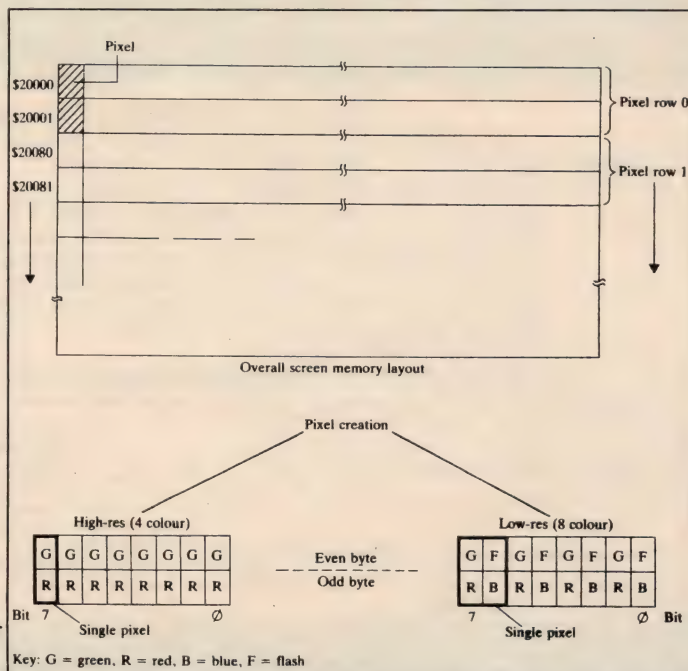 Pixel
$20000
$20001
Pixel row 0
$20080
$20081
Pixel row 1
Overall screen memory layout
Pixel creation
High-res (4 colour)
Low-res (8 colour)
G G G G G G G G
R R R R R R R R
Even byte
Odd byte
G F G F G F G F
R B R B R B R B
Bit 7 Ø
Single pixel
7 Ø Bit
Single pixel
Key: G = green, R = red, B = blue, F = flash